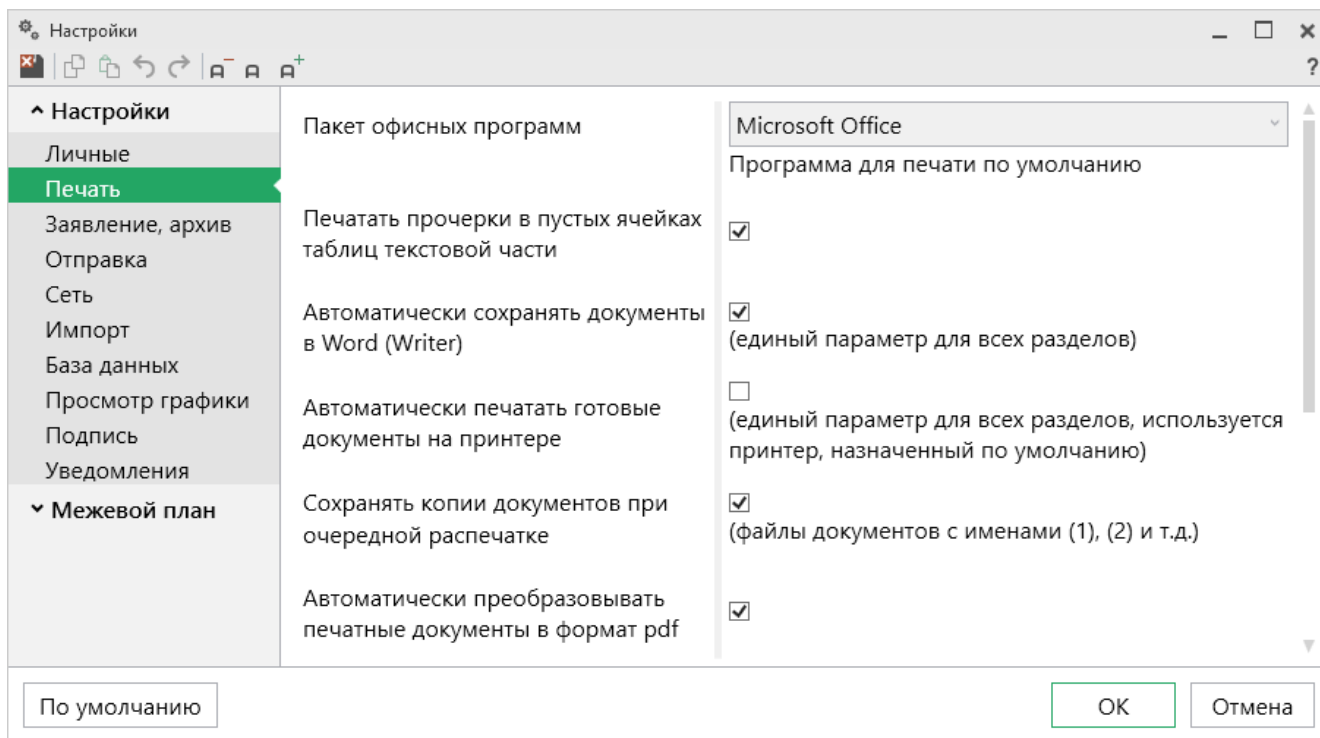 Настройки
?
Настройки
Личные
Печать
Заявление, архив
Отправка
Сеть
Импорт
База данных
Просмотр графики
Подпись
Уведомления
Межевой план
Пакет офисных программ
Microsoft Office
Программа для печати по умолчанию
Печатать прочерки в пустых ячейках
таблиц текстовой части
Автоматически сохранять документы
в Word (Writer)
(единый параметр для всех разделов)
Автоматически печатать готовые
документы на принтере
(единый параметр для всех разделов, используется
принтер, назначенный по умолчанию)
Сохранять копии документов при
очередной распечатке
(файлы документов с именами (1), (2) и т.д.)
Автоматически преобразовывать
печатные документы в формат pdf
По умолчанию
ОК
Отмена